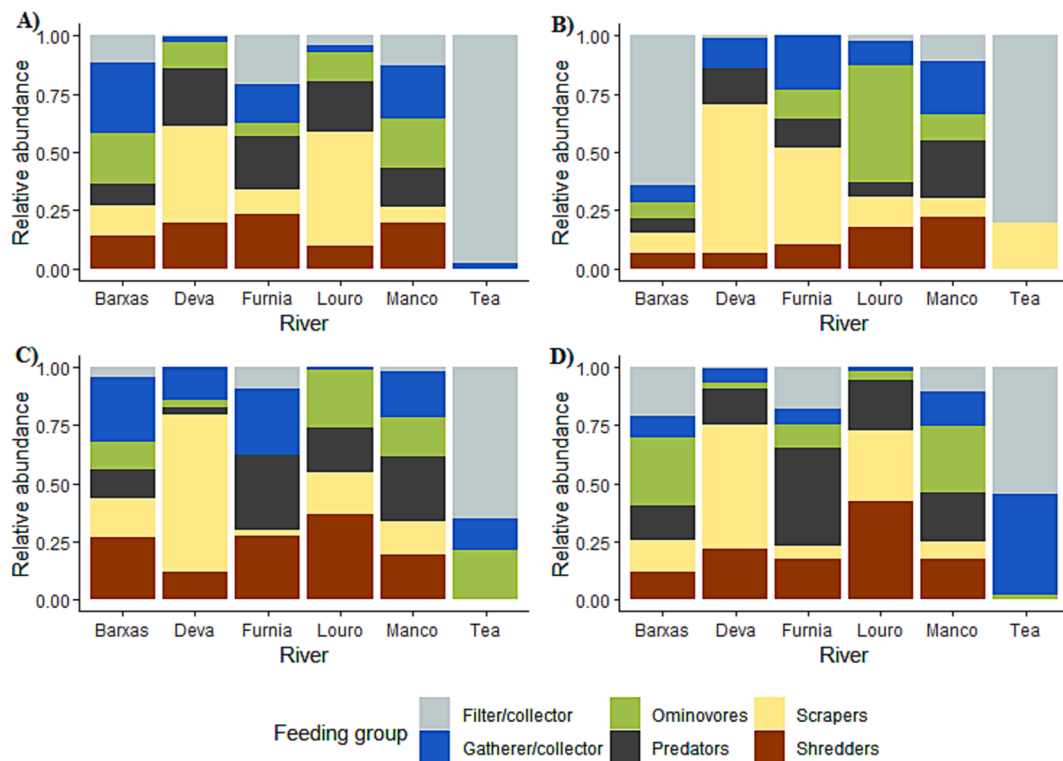 A)
Relative abundance
1.00
0.75
0.50
0.25
0.00
Barxas Deva Furnia Louro Manco Tea
River
B)
Relative abundance
1.00
0.75
0.50
0.25
0.00
Barxas Deva Furnia Louro Manco Tea
River
C)
Relative abundance
1.00
0.75
0.50
0.25
0.00
Barxas Deva Furnia Louro Manco Tea
River
D)
Relative abundance
1.00
0.75
0.50
0.25
0.00
Barxas Deva Furnia Louro Manco Tea
River
Feeding group
Filter/collector Ominovores Scrapers
Gatherer/collector Predators Shredders